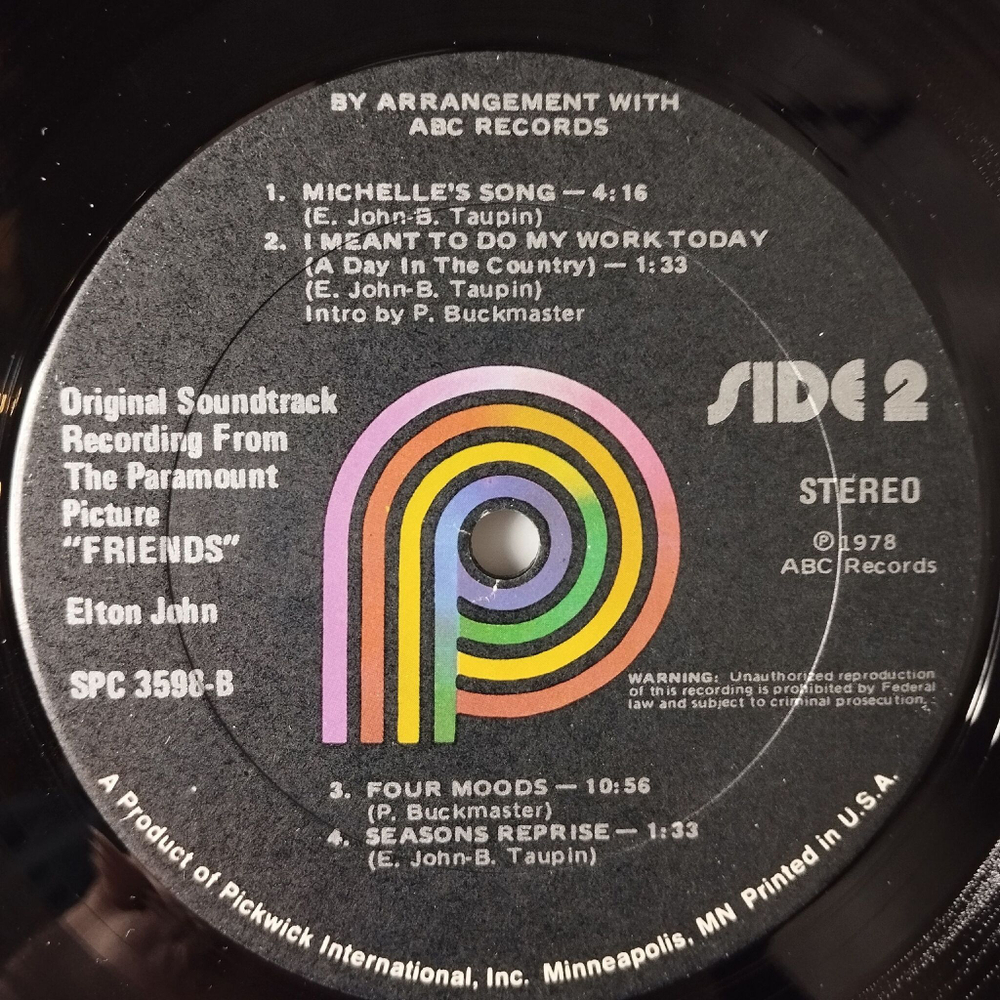 BY ARRANGEMENT WITH
ABC RECORDS
1. MICHELLE'S SONG — 4:16
(E. John-B. Taupin)
2. I MEANT TO DO MY WORK TODAY
(A Day In The Country) — 1:33
(E. John-B. Taupin)
Intro by P. Buckmaster
Original Soundtrack
Recording From
The Paramount
Picture
"FRIENDS"
Elton John
SPC 3598-B
SIDE 2
STEREO
Ⓟ 1978
ABC Records
WARNING: Unauthorized reproduction
of this recording is prohibited by Federal
law and subject to criminal prosecution.
3. FOUR MOODS — 10:56
(P. Buckmaster)
4. SEASONS REPRISE — 1:33
(E. John-B. Taupin)
A Product of Pickwick International, Inc. Minneapolis, MN Printed in U.S.A.